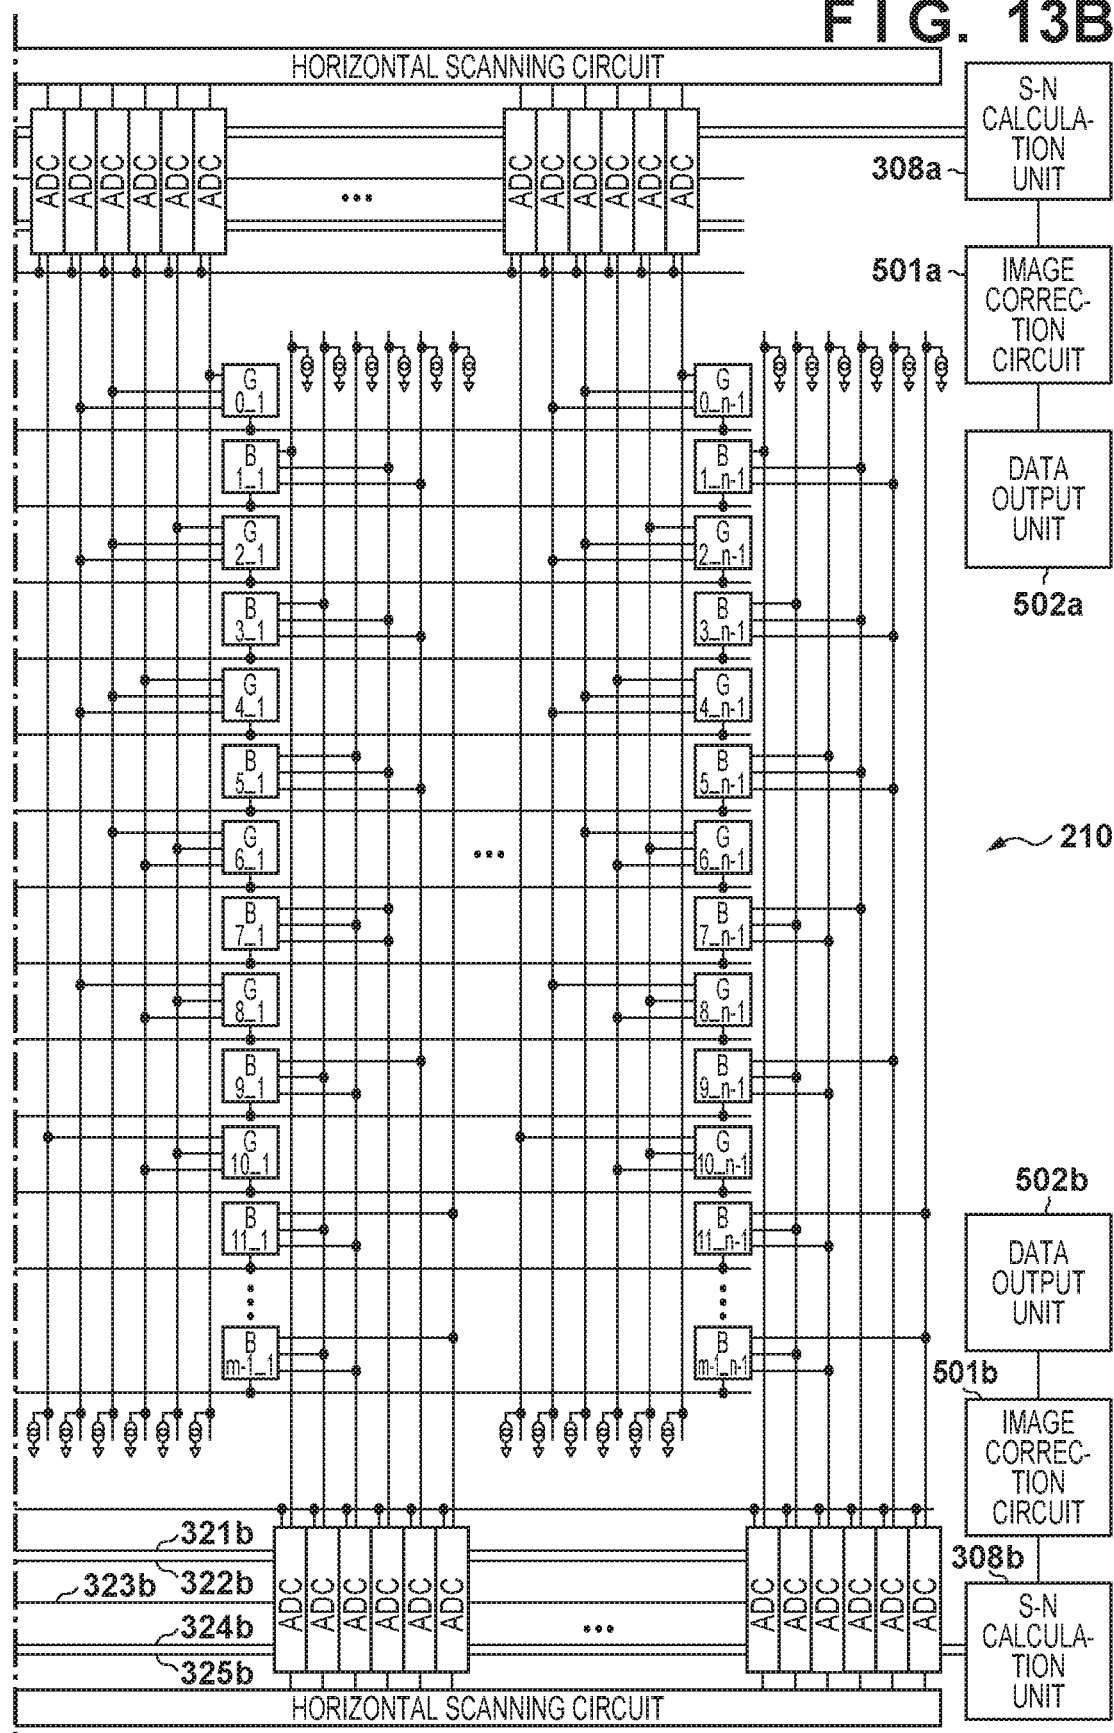 FIG. 13B
HORIZONTAL SCANNING CIRCUIT
ADC
ADC
ADC
ADC
ADC
ADC
ADC
ADC
ADC
ADC
ADC
ADC
...
S-N
CALCULA-
TION
UNIT
308a
501a
IMAGE
CORREC-
TION
CIRCUIT
DATA
OUTPUT
UNIT
502a
G
0_1
G
0_n-1
B
1_1
B
1_n-1
G
2_1
G
2_n-1
B
3_1
B
3_n-1
G
4_1
G
4_n-1
B
5_1
B
5_n-1
G
6_1
...
G
6_n-1
210
B
7_1
B
7_n-1
G
8_1
G
8_n-1
B
9_1
B
9_n-1
G
10_1
G
10_n-1
B
11_1
B
11_n-1
B
m-1_1
B
m-1_n-1
502b
DATA
OUTPUT
UNIT
501b
IMAGE
CORREC-
TION
CIRCUIT
308b
S-N
CALCULA-
TION
UNIT
321b
322b
323b
324b
325b
ADC
ADC
ADC
ADC
ADC
ADC
...
ADC
ADC
ADC
ADC
ADC
ADC
HORIZONTAL SCANNING CIRCUIT